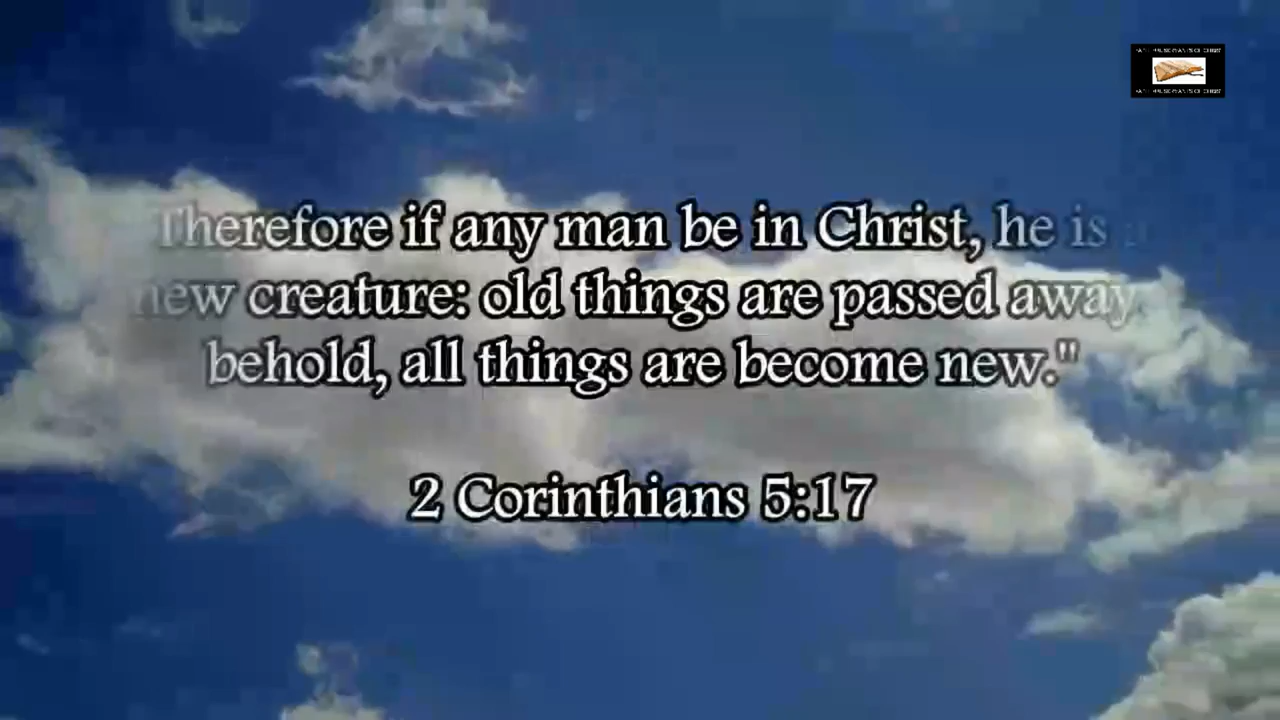 Therefore if any man be in Christ, he is a
new creature: old things are passed away
behold, all things are become new."
2 Corinthians 5:17